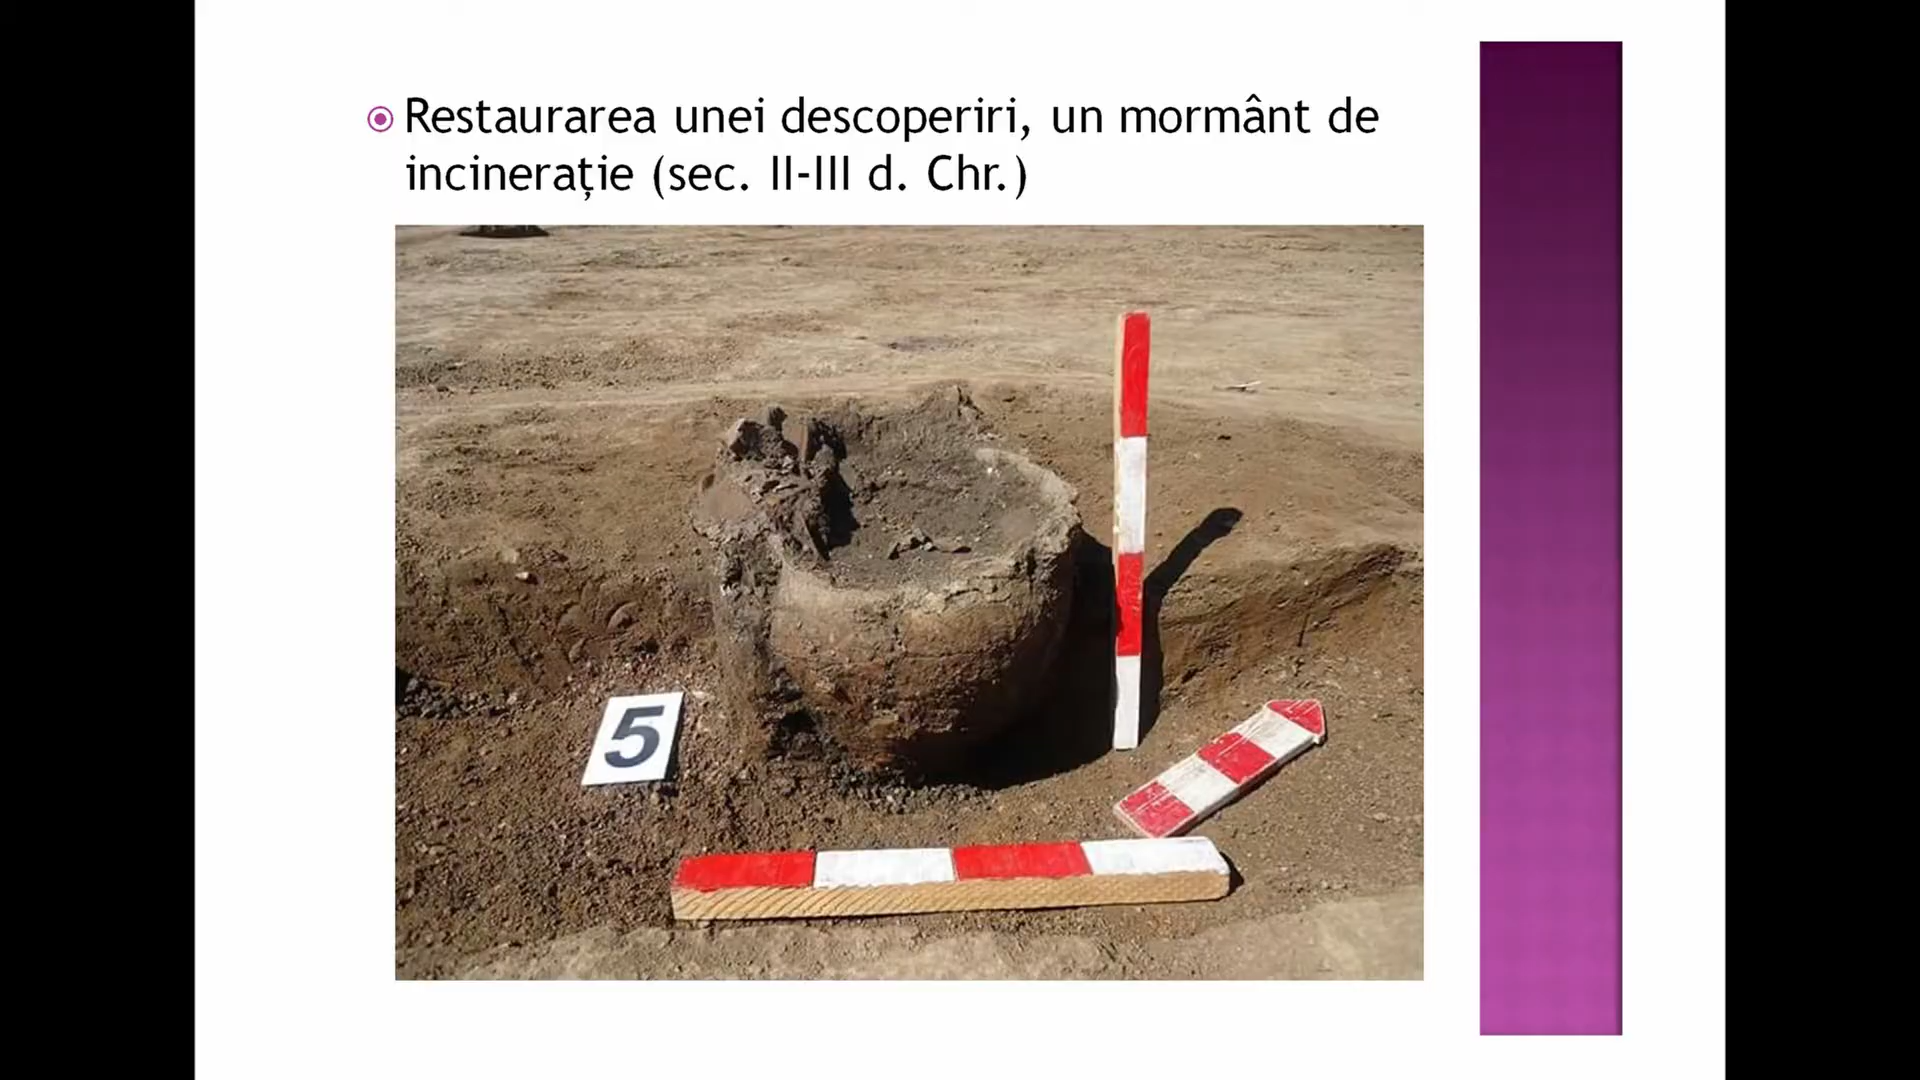 Restaurarea unei descoperiri, un mormânt de
incinerație (sec. II-III d. Chr.)
5